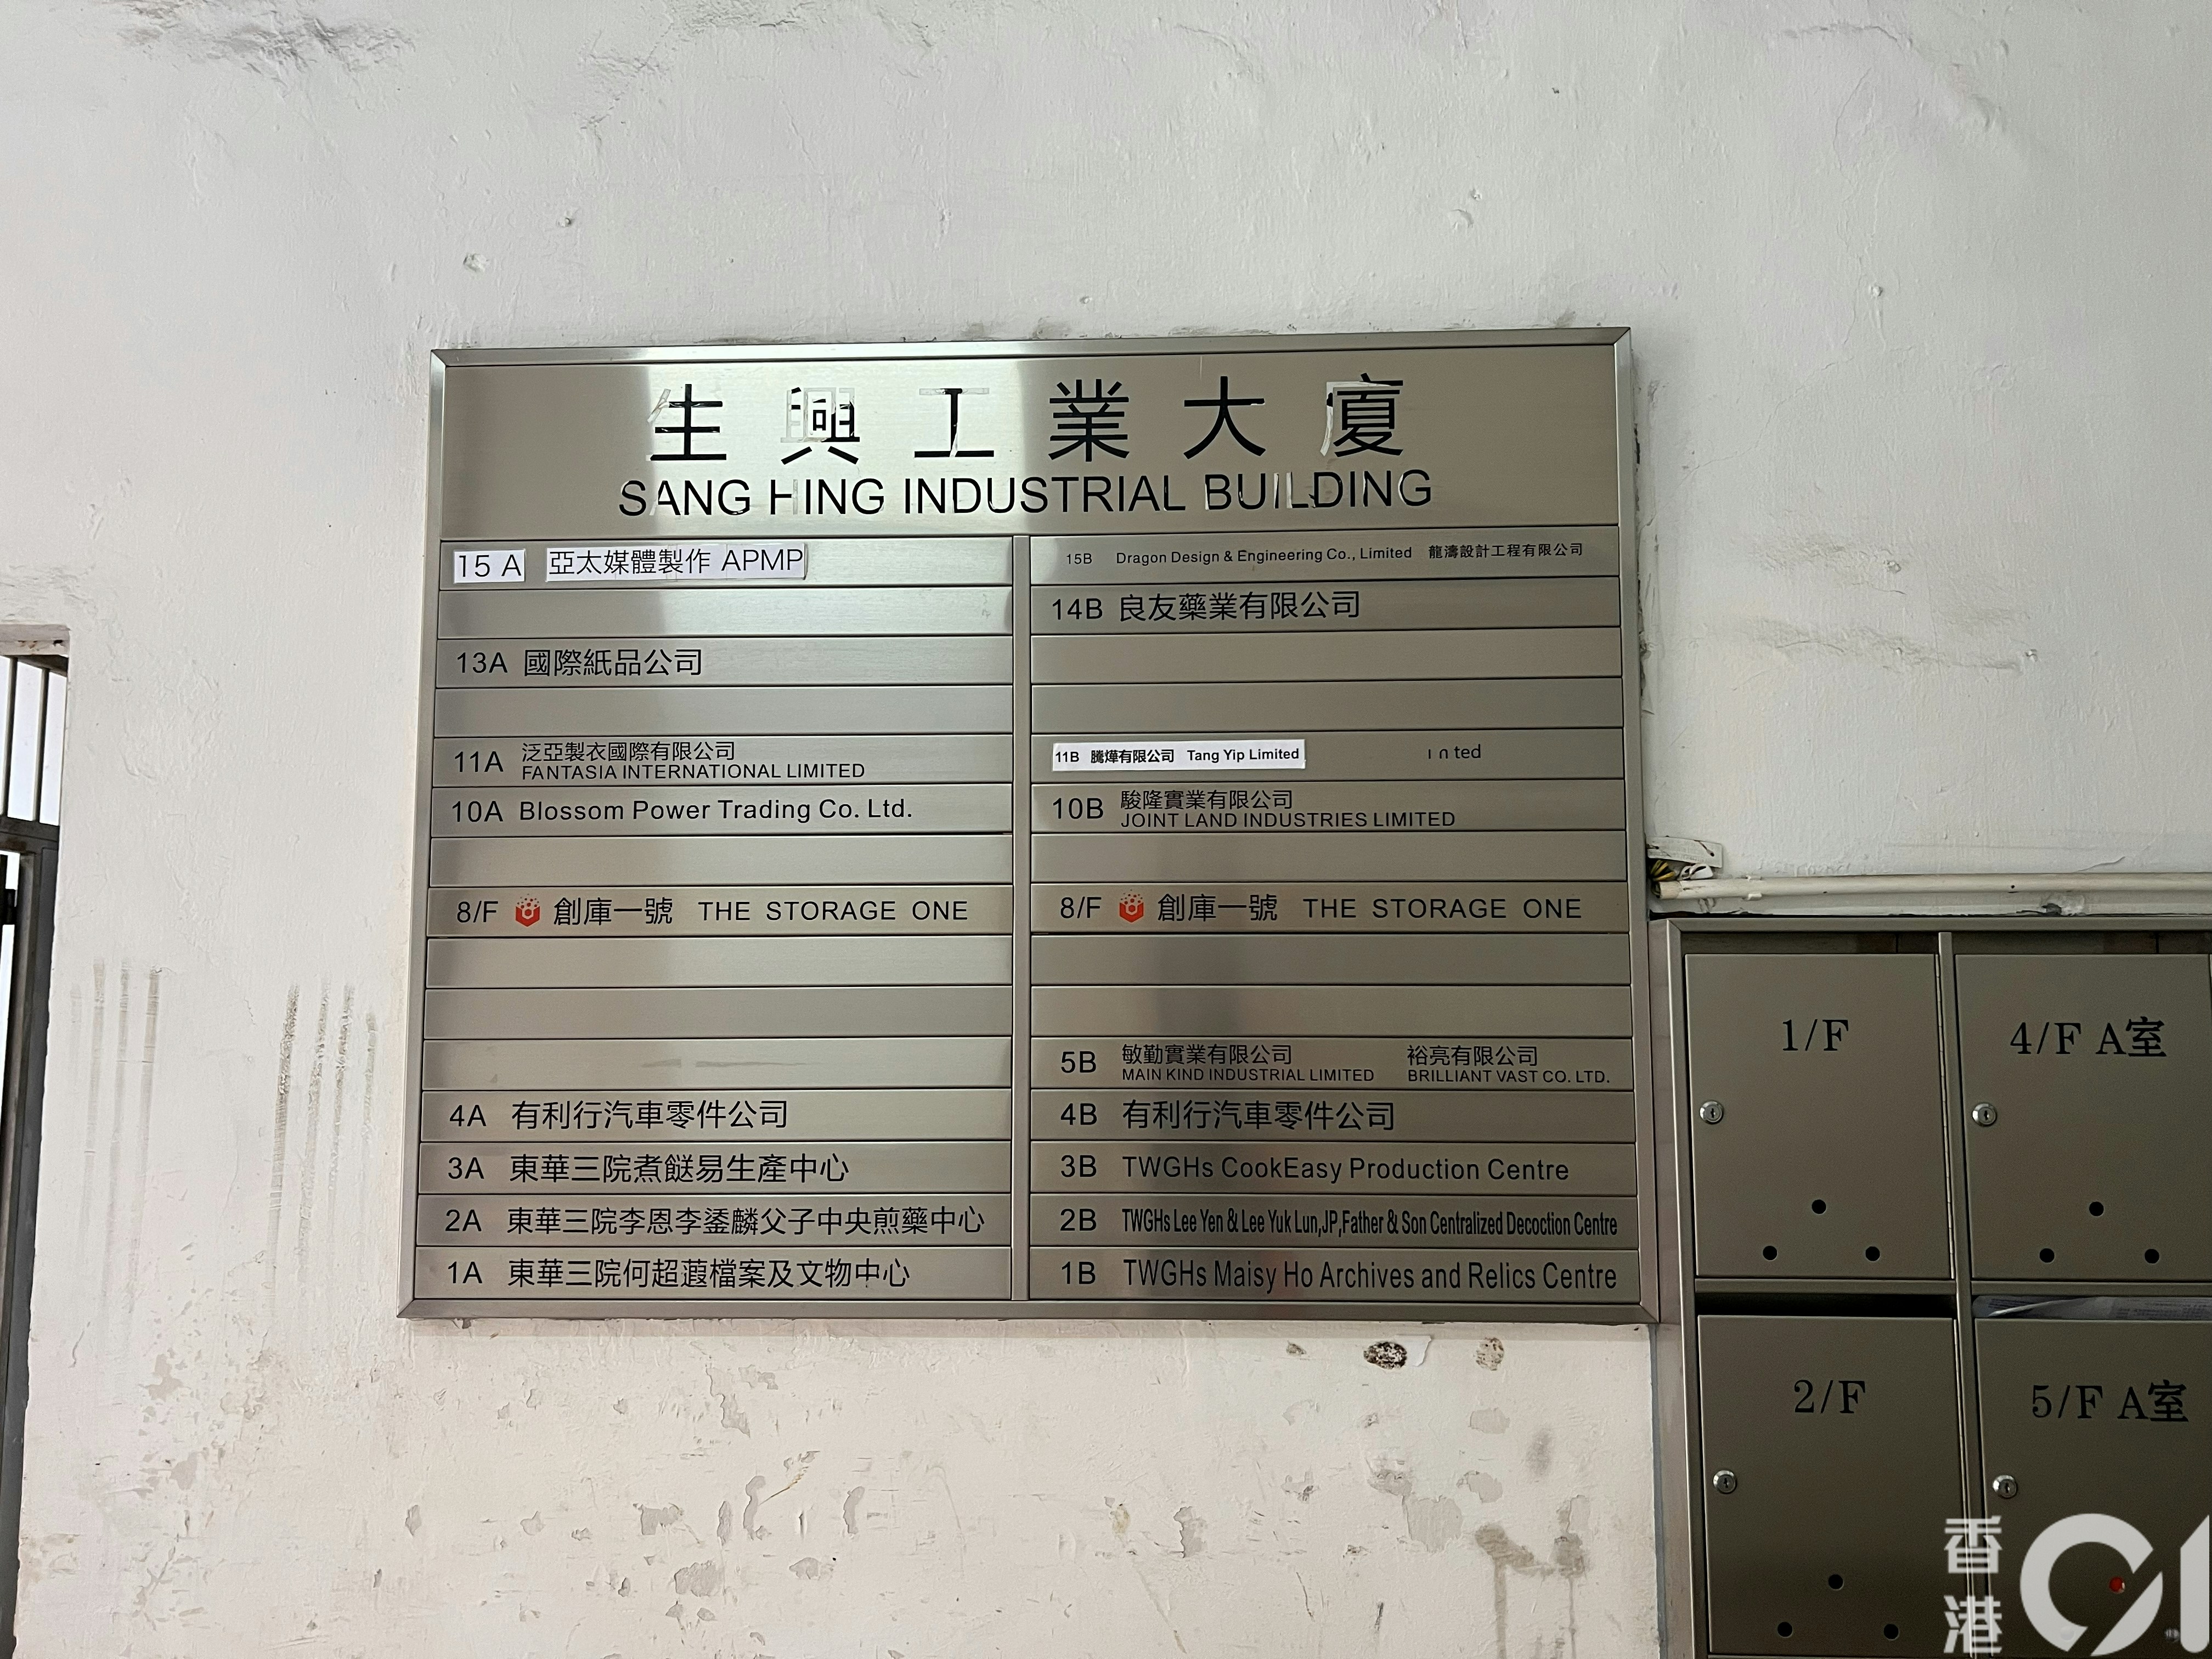 生興工業大廈
SANG HING INDUSTRIAL BUILDING
15 A 亞太媒體製作 APMP
15B Dragon Design & Engineering Co., Limited 龍濤設計工程有限公司
14B 良友藥業有限公司
13A 國際紙品公司
11A 泛亞製衣國際有限公司
FANTASIA INTERNATIONAL LIMITED
11B 騰燁有限公司 Tang Yip Limited
ted
10A Blossom Power Trading Co. Ltd.
10B 駿隆實業有限公司
JOINT LAND INDUSTRIES LIMITED
8/F 創庫一號 THE STORAGE ONE
8/F 創庫一號 THE STORAGE ONE
5B 敏勤實業有限公司 裕亮有限公司
MAIN KIND INDUSTRIAL LIMITED BRILLIANT VAST CO. LTD.
4A 有利行汽車零件公司
4B 有利行汽車零件公司
3A 東華三院煮餸易生產中心
3B TWGHs CookEasy Production Centre
2A 東華三院李恩李鋈麟父子中央煎藥中心
2B TWGHs Lee Yen & Lee Yuk Lun,JP,Father & Son Centralized Decoction Centre
1A 東華三院何超蕸檔案及文物中心
1B TWGHs Maisy Ho Archives and Relics Centre
1/F
4/F A室
2/F
5/F A室
香港01